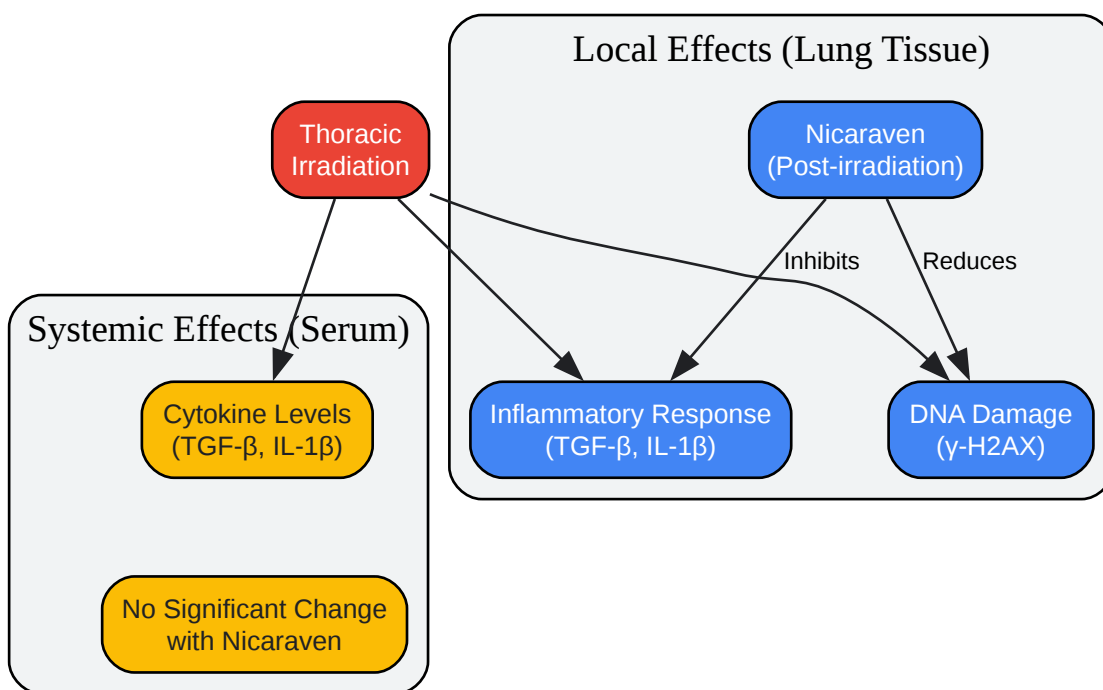 Local Effects (Lung Tissue)
Thoracic
Irradiation
Nicaraven
(Post-irradiation)
Inhibits
Reduces
Systemic Effects (Serum)
Cytokine Levels
(TGF-β, IL-1β)
Inflammatory Response
(TGF-β, IL-1β)
DNA Damage
(γ-H2AX)
No Significant Change
with Nicaraven